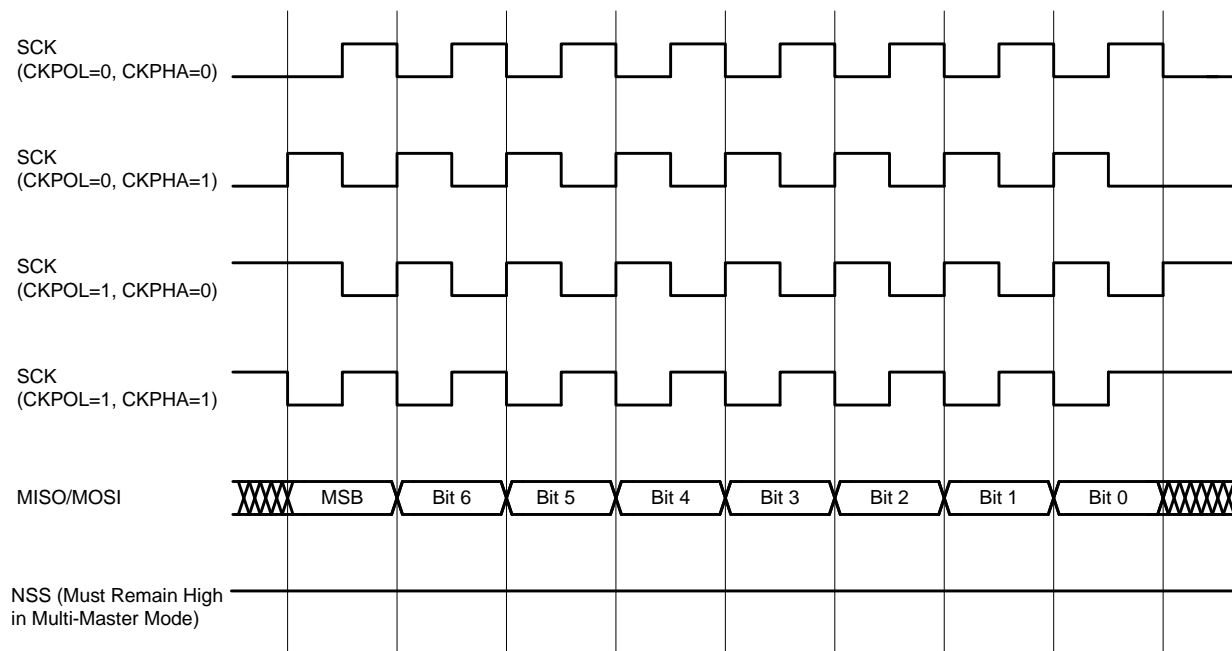 SCK
(CKPOL=0, CKPHA=0)
SCK
(CKPOL=0, CKPHA=1)
SCK
(CKPOL=1, CKPHA=0)
SCK
(CKPOL=1, CKPHA=1)
MISO/MOSI MSB Bit 6 Bit 5 Bit 4 Bit 3 Bit 2 Bit 1 Bit 0
NSS (Must Remain High
in Multi-Master Mode)